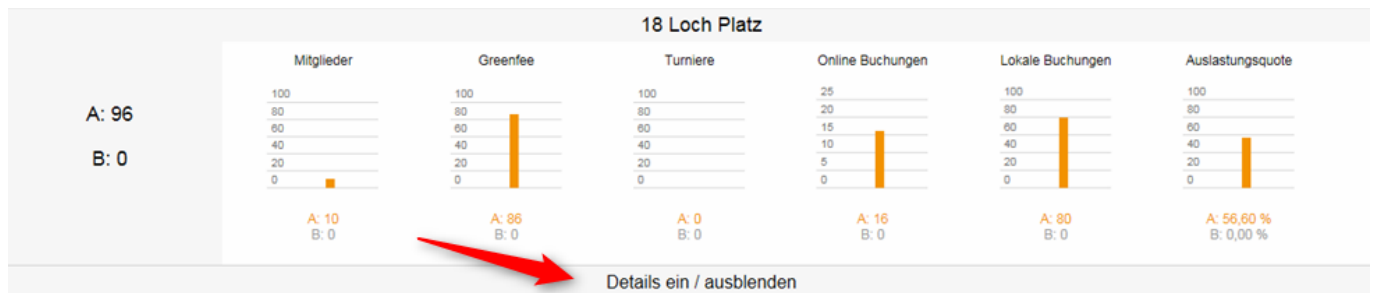 18 Loch Platz
A: 96
B: 0
Mitglieder
100
80
60
40
20
0
A: 10
B: 0
Greenfee
100
80
60
40
20
0
A: 86
B: 0
Turniere
100
80
60
40
20
0
A: 0
B: 0
Online Buchungen
25
20
15
10
5
0
A: 16
B: 0
Lokale Buchungen
100
80
60
40
20
0
A: 80
B: 0
Auslastungsquote
100
80
60
40
20
0
A: 56,60 %
B: 0,00 %
Details ein / ausblenden